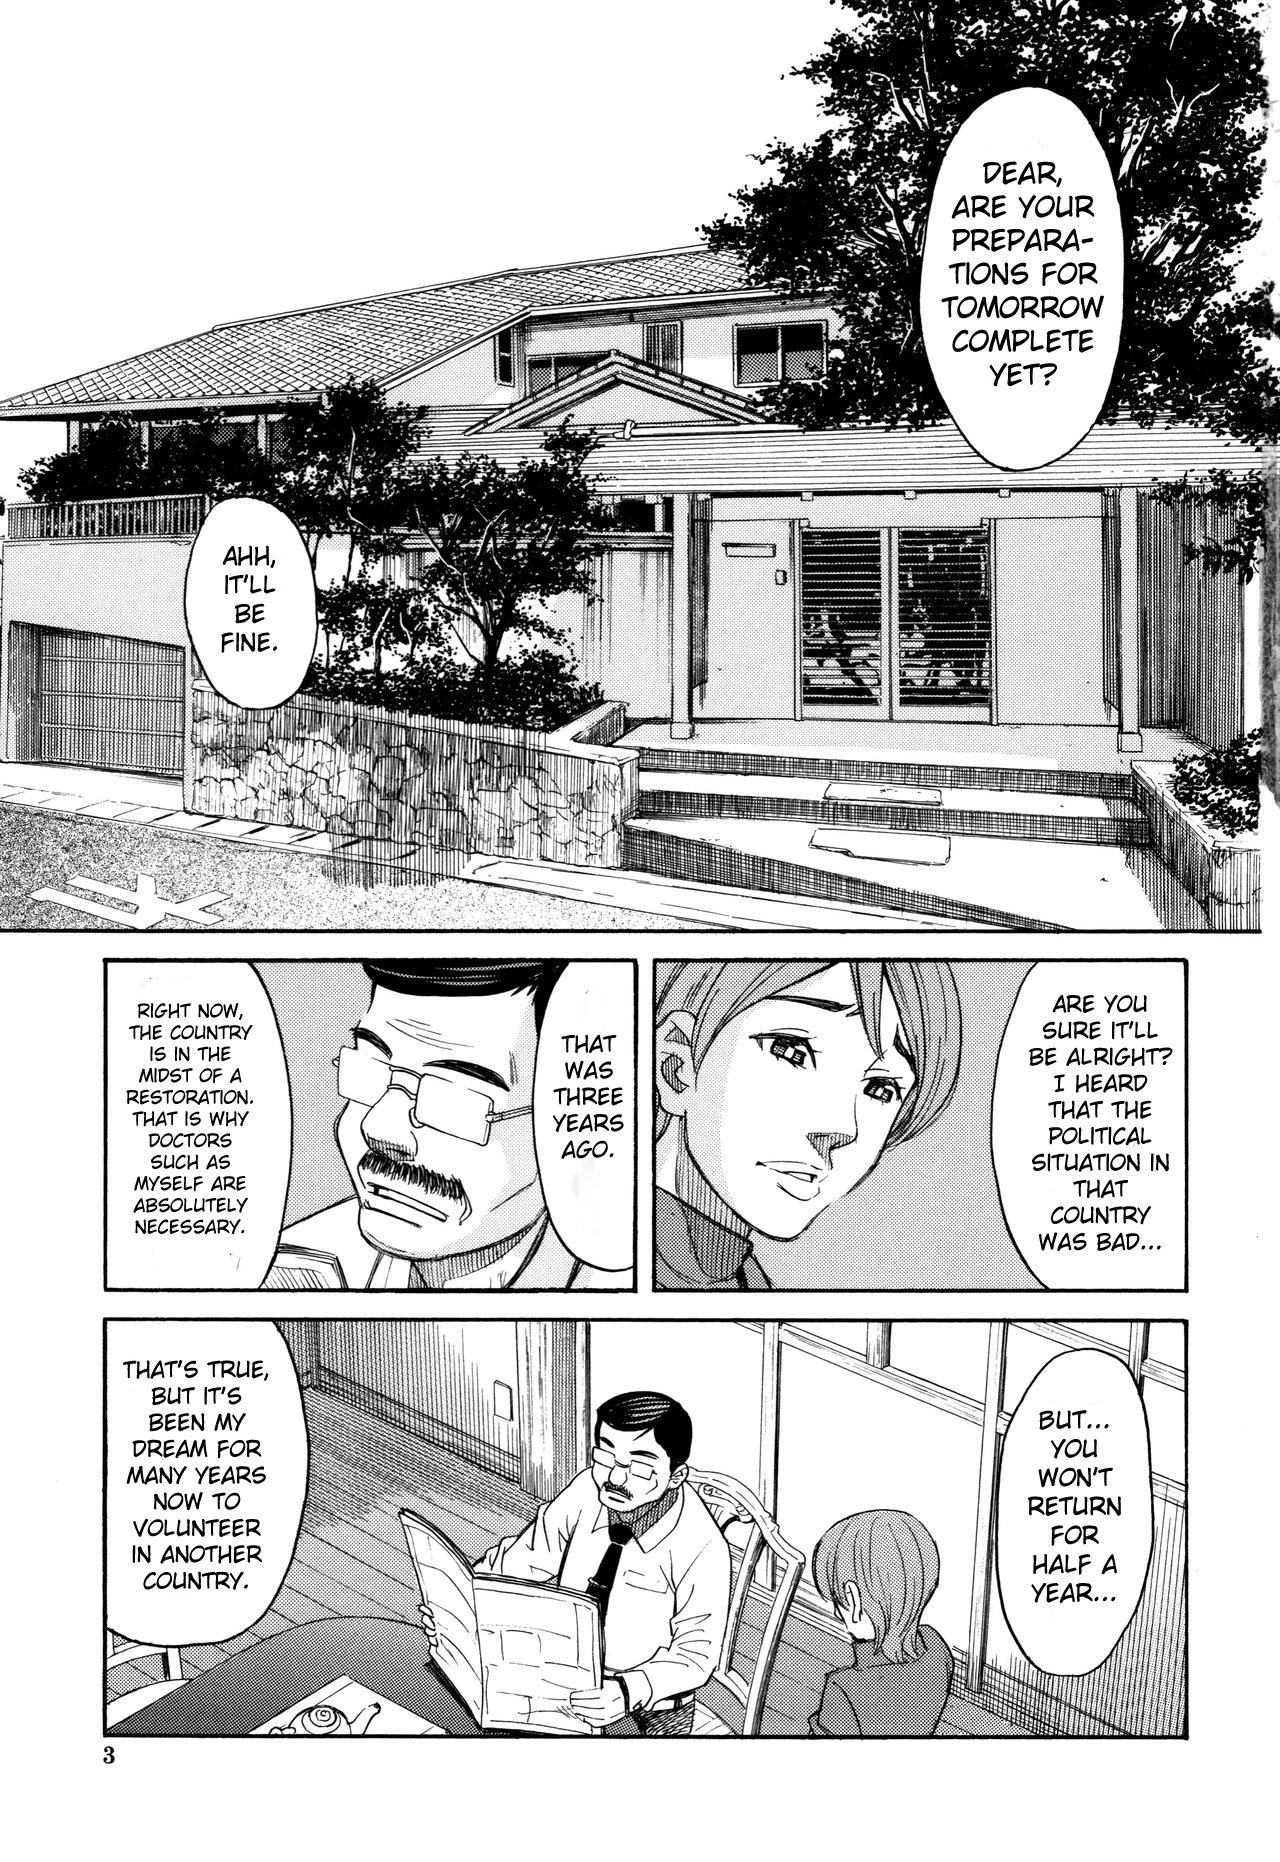 DEAR,
ARE YOUR
PREPARA-
TIONS FOR
TOMORROW
COMPLETE
YET?
AHH,
IT'LL
BE
FINE.
ARE YOU
SURE IT'LL
BE ALRIGHT?
I HEARD
THAT THE
POLITICAL
SITUATION IN
THAT
COUNTRY
WAS BAD...
THAT
WAS
THREE
YEARS
AGO.
RIGHT NOW,
THE COUNTRY
IS IN THE
MIDST OF A
RESTORATION.
THAT IS WHY
DOCTORS
SUCH AS
MYSELF ARE
ABSOLUTELY
NECESSARY.
BUT...
YOU
WON'T
RETURN
FOR
HALF A
YEAR...
THAT'S TRUE,
BUT IT'S
BEEN MY
DREAM FOR
MANY YEARS
NOW TO
VOLUNTEER
IN ANOTHER
COUNTRY.
3